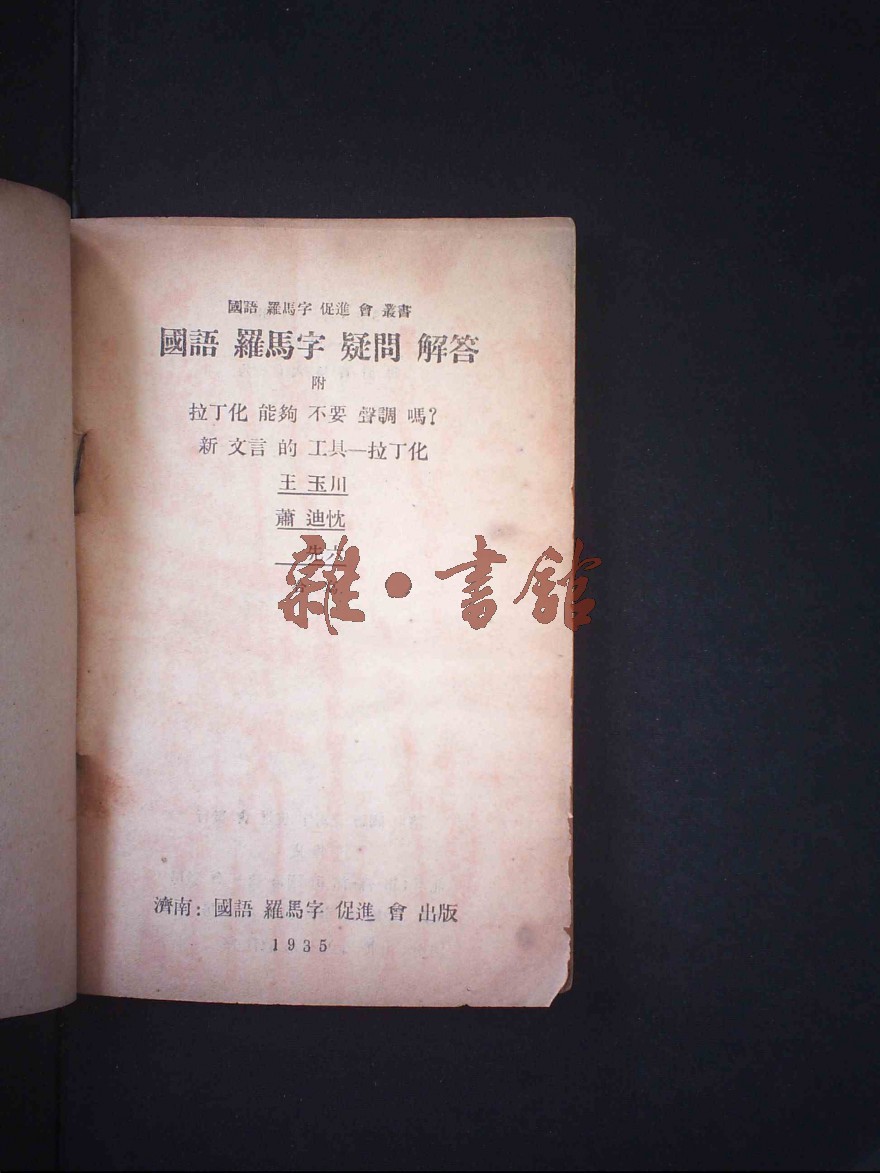 國語 羅馬字 促進 會 叢書
國語 羅馬字 疑問 解答
附
拉丁化 能夠 不要 聲調 嗎?
新 文言 的 工具—拉丁化
王 玉川
蕭 迪忱
雜·書館
濟南: 國語 羅馬字 促進 會 出版
1935